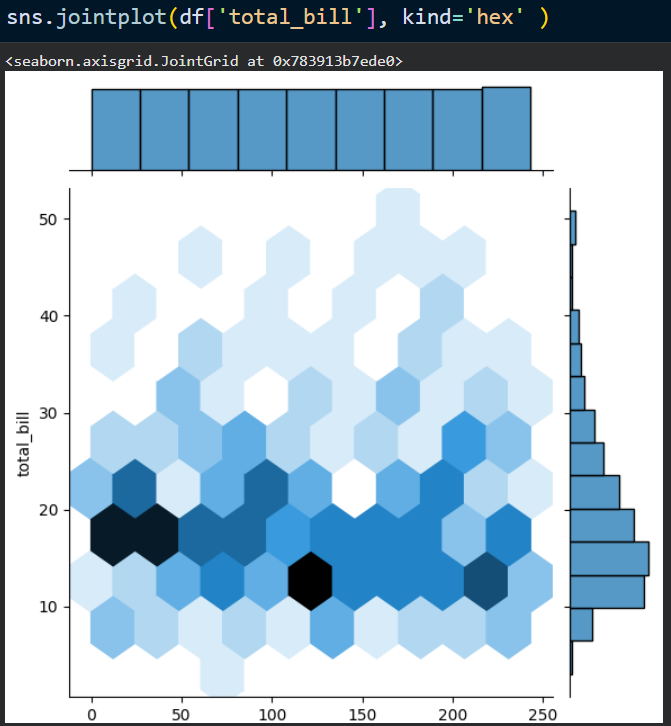 sns.jointplot(df['total_bill'], kind='hex' )
<seaborn.axisgrid.JointGrid at 0x783913b7ede0>
50
40
30
20
10
total_bill
0 50 100 150 200 250